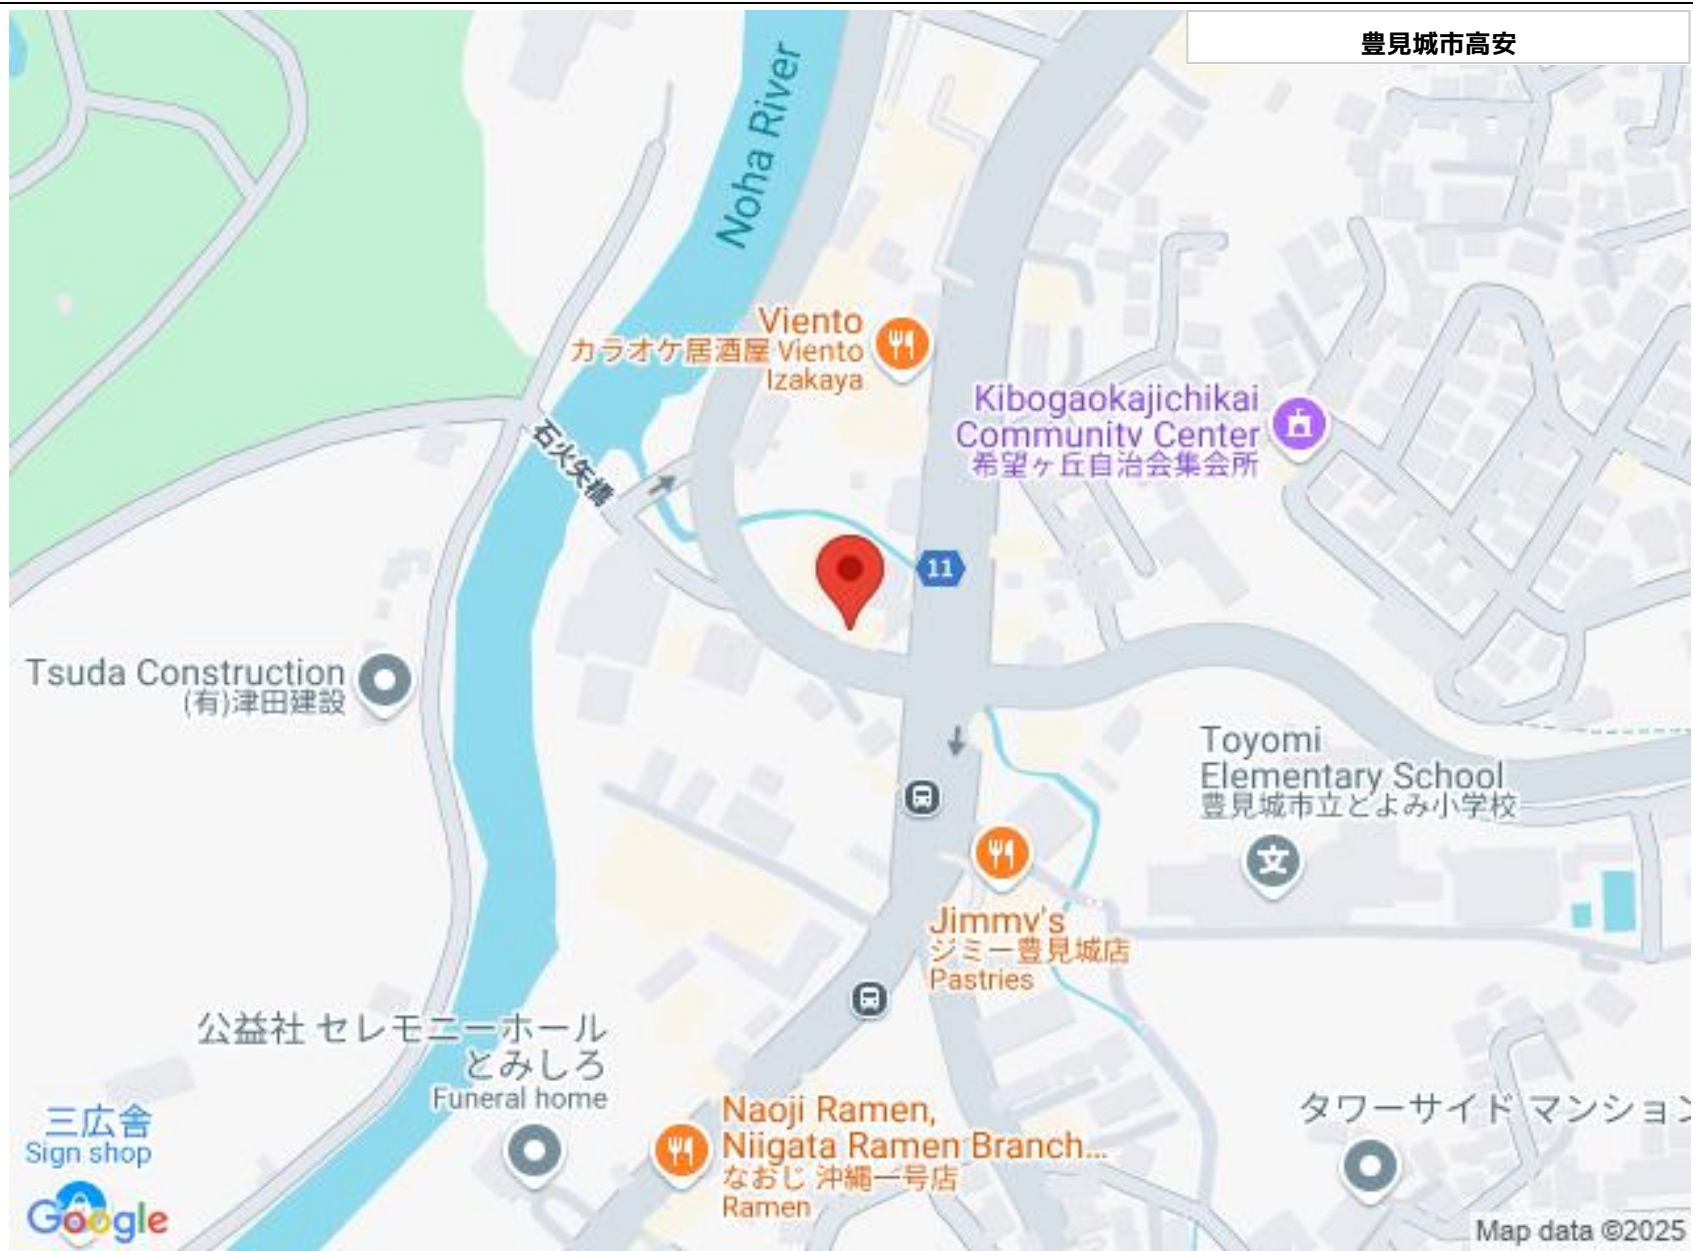 豊見城市高安
Noha River
Viento
カラオケ居酒屋 Viento
Izakaya
Kibogaokajichikai
Community Center
希望ヶ丘自治会集会所
石火矢橋
11
Tsuda Construction
(有)津田建設
Toyomi
Elementary School
豊見城市立とよみ小学校
文
Jimmy's
ジミー豊見城店
Pastries
公益社 セレモニーホール
とみしろ
Funeral home
Naoji Ramen,
Niigata Ramen Branch...
なおじ 沖縄一号店
Ramen
タワーサイド マンション
三広舎
Sign shop
Google
Map data ©2025